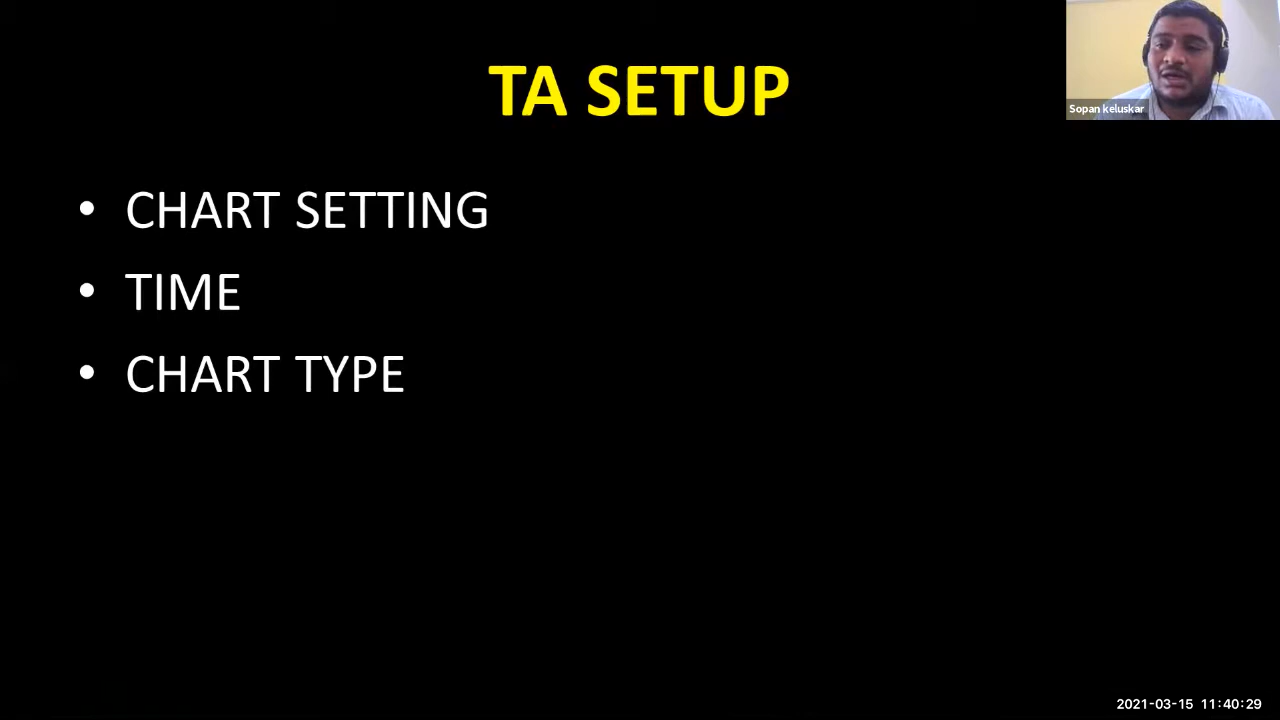 TA SETUP
Sopan keluskar
• CHART SETTING
• TIME
• CHART TYPE
2021-03-15 11:40:29